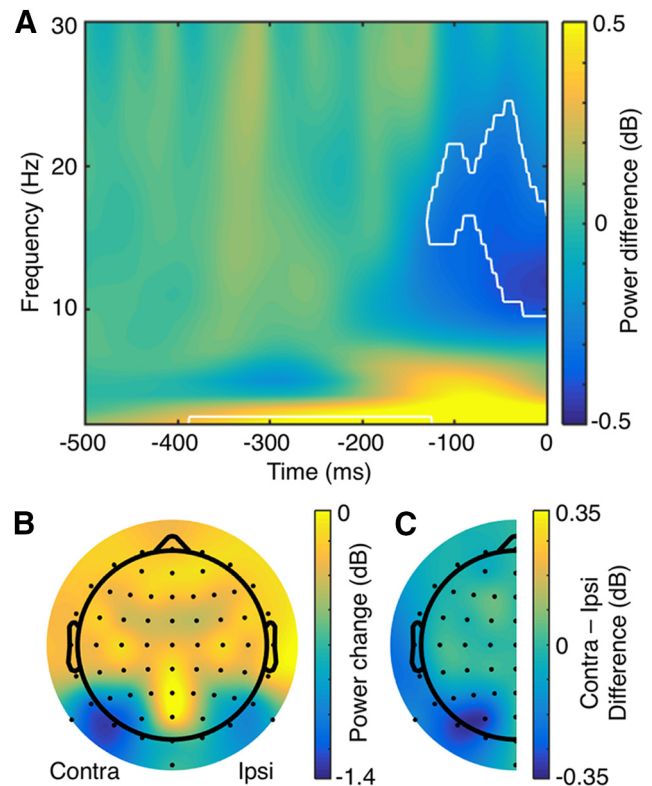 A
30
20
10
Frequency (Hz)
-500
-400
-300
-200
-100
0
Time (ms)
0.5
0
-0.5
Power difference (dB)
B
Contra
Ipsi
0
-1.4
Power change (dB)
C
0.35
0
-0.35
Contra – Ipsi
Difference (dB)